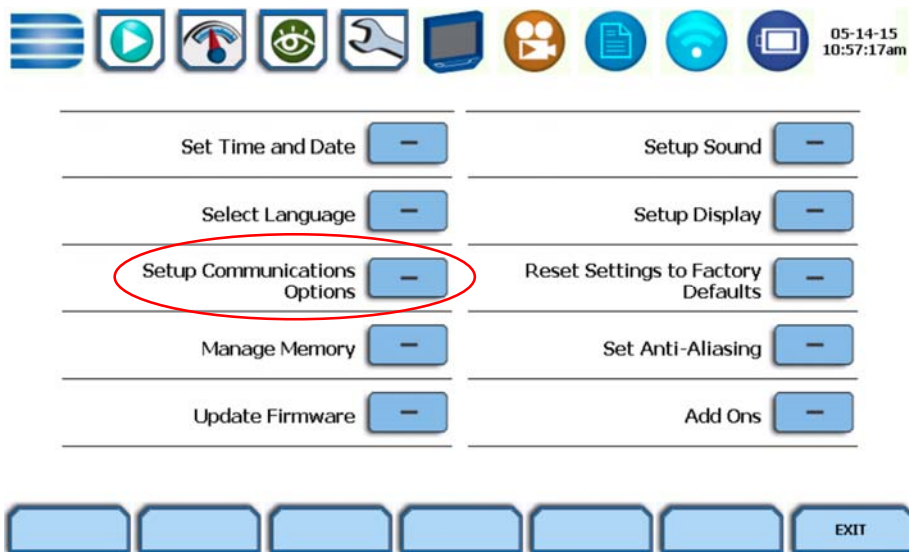 05-14-15
10:57:17am
Set Time and Date
Setup Sound
Select Language
Setup Display
Setup Communications
Options
Reset Settings to Factory
Defaults
Manage Memory
Set Anti-Aliasing
Update Firmware
Add Ons
EXIT